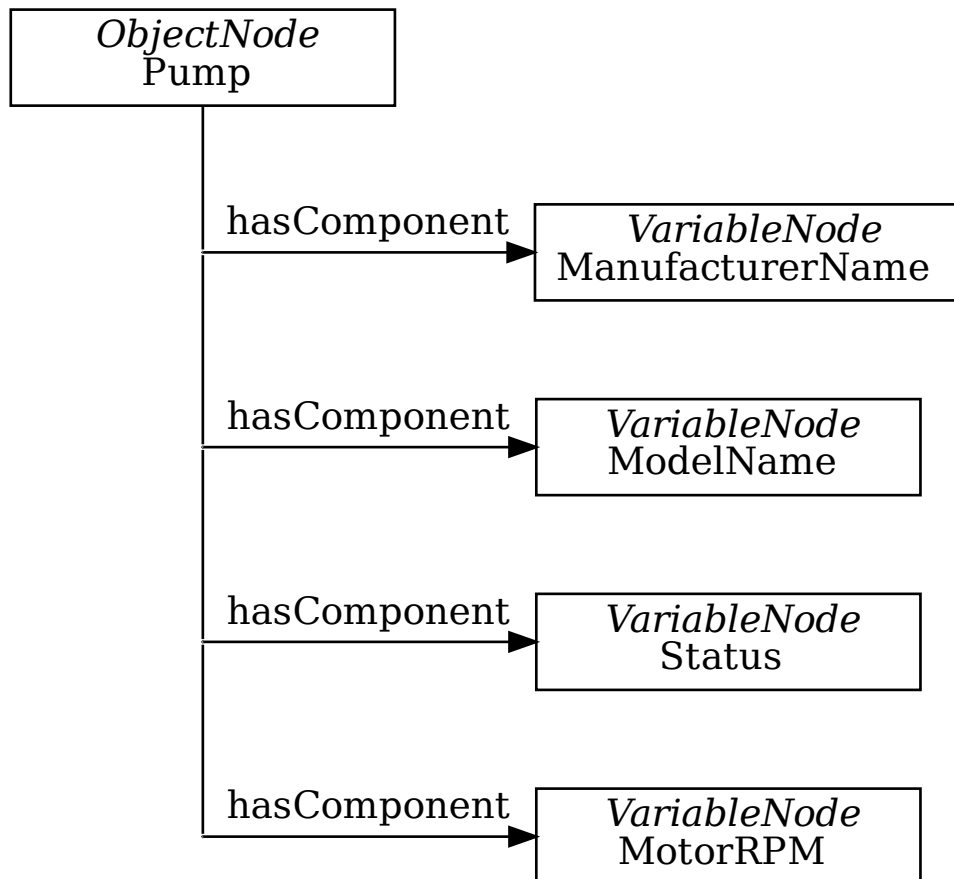 ObjectNode
Pump
hasComponent
VariableNode
ManufacturerName
hasComponent
VariableNode
ModelName
hasComponent
VariableNode
Status
hasComponent
VariableNode
MotorRPM